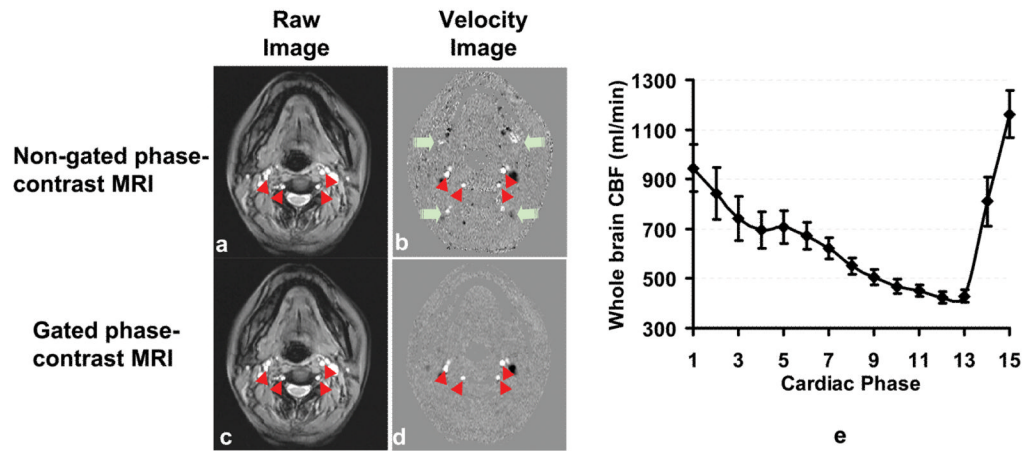 Raw
Image
Velocity
Image
Non-gated phase-
contrast MRI
a
b
Gated phase-
contrast MRI
c
d
Whole brain CBF (ml/min)
1300
1100
900
700
500
300
1 3 5 7 9 11 13 15
Cardiac Phase
e